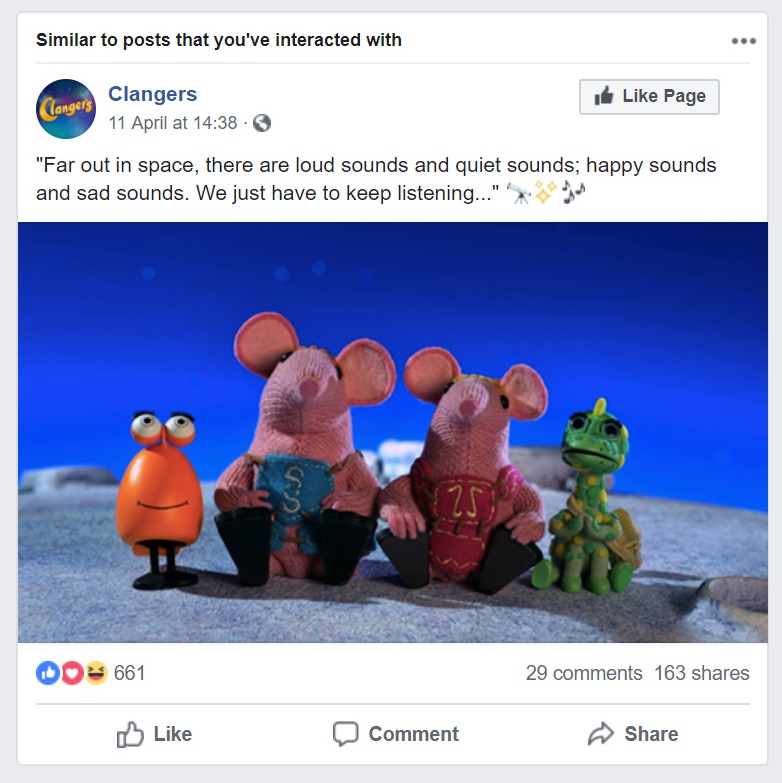 Similar to posts that you've interacted with
Clangers
Clangers
11 April at 14:38 ·
Like Page
"Far out in space, there are loud sounds and quiet sounds; happy sounds
and sad sounds. We just have to keep listening..."
661
29 comments 163 shares
Like
Comment
Share